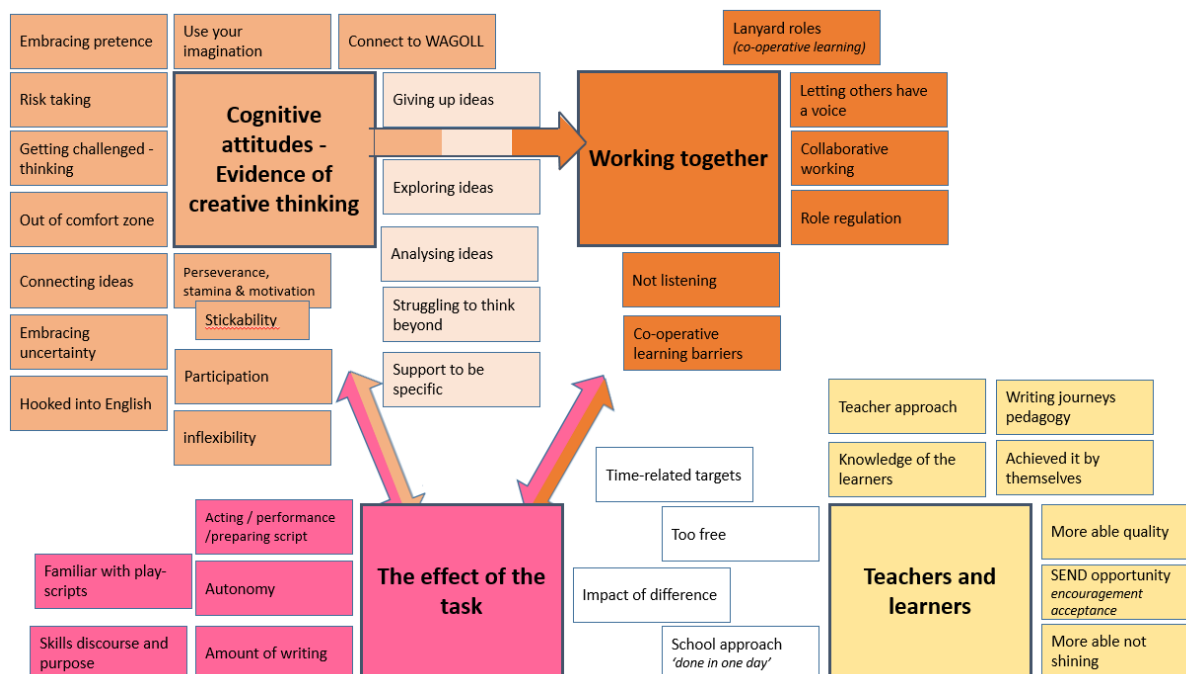 Embracing pretence
Use your
imagination
Connect to WAGOLL
Risk taking
Getting challenged -
thinking
Out of comfort zone
Connecting ideas
Embracing
uncertainty
Hooked into English
Cognitive
attitudes -
Evidence of
creative thinking
Perseverance,
stamina & motivation
Stickability
Participation
inflexibility
Giving up ideas
Exploring ideas
Analysing ideas
Struggling to think
beyond
Support to be
specific
Lanyard roles
(co-operative learning)
Working together
Letting others have
a voice
Collaborative
working
Role regulation
Not listening
Co-operative
learning barriers
Acting / performance
/preparing script
Familiar with play-
scripts
Autonomy
Skills discourse and
purpose
Amount of writing
The effect of the
task
Time-related targets
Too free
Impact of difference
School approach
‘done in one day’
Teacher approach
Writing journeys
pedagogy
Knowledge of the
learners
Achieved it by
themselves
Teachers and
learners
More able quality
SEND opportunity
encouragement
acceptance
More able not
shining